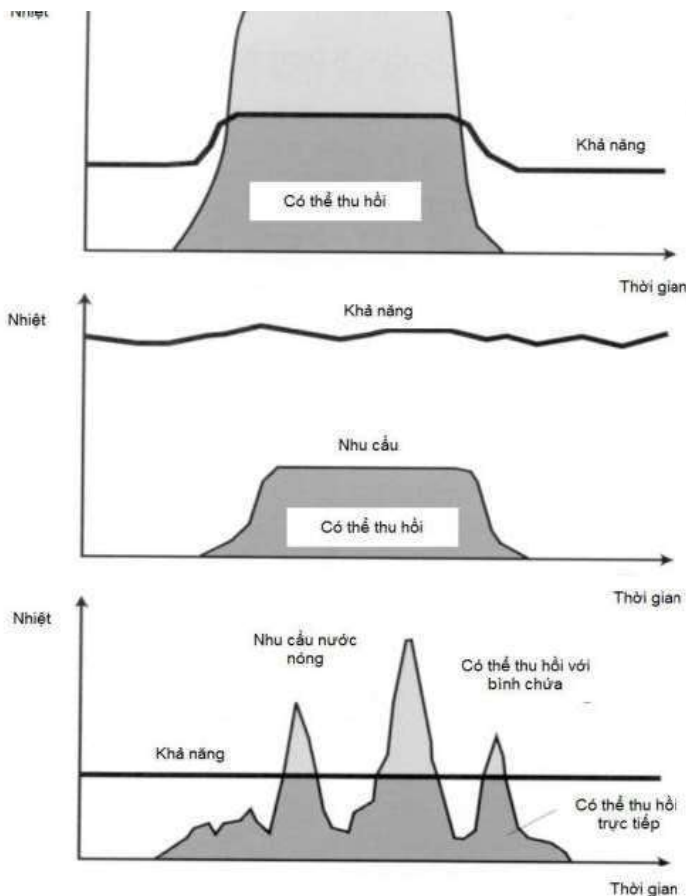 Nhiệt
Khả năng
Có thể thu hồi
Thời gian
Nhiệt
Khả năng
Nhu cầu
Có thể thu hồi
Thời gian
Nhiệt
Nhu cầu nước
nóng
Có thể thu hồi với
bình chứa
Khả năng
Có thể thu hồi
trực tiếp
Thời gian